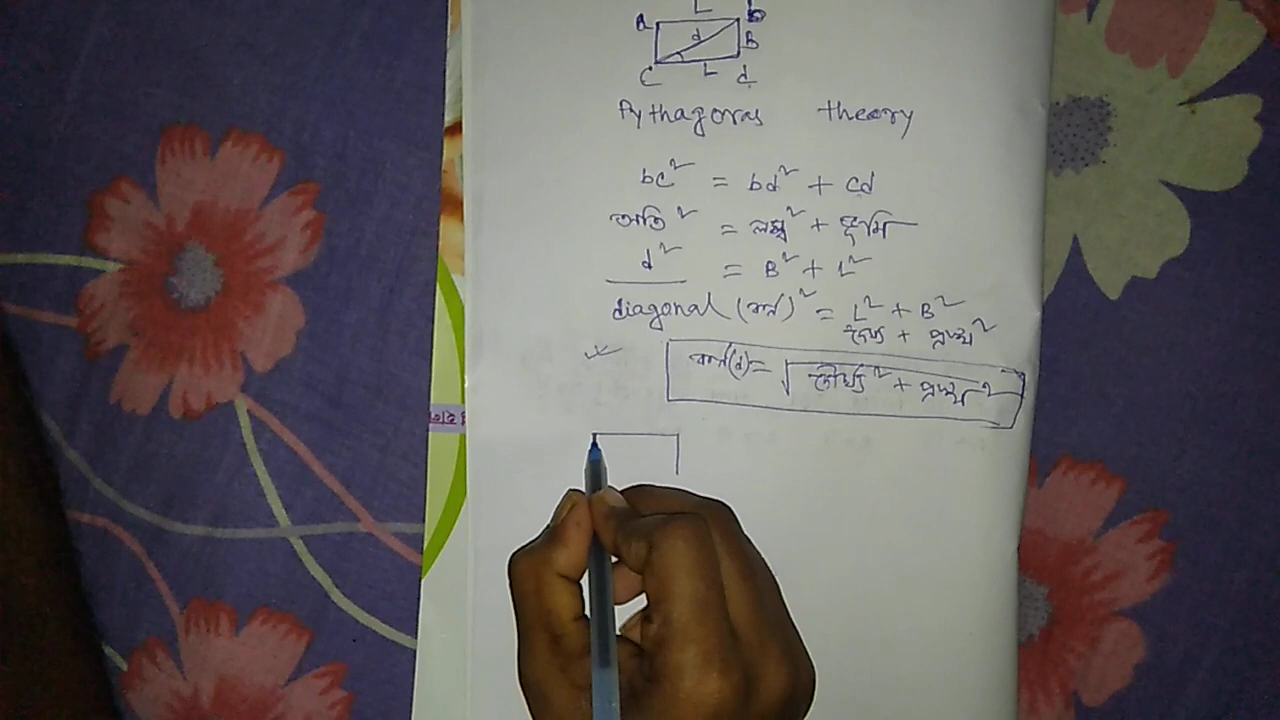 L
a b
d B
C L d
Pythagoras theory
bc² = bd² + cd
অতি² = লম্ব² + ভূমি
d² = B² + L²
diagonal (কর্ণ)² = L² + B²
দৈর্ঘ্য + প্রস্থ²
কর্ণ(d) = √দৈর্ঘ্য² + প্রস্থ²